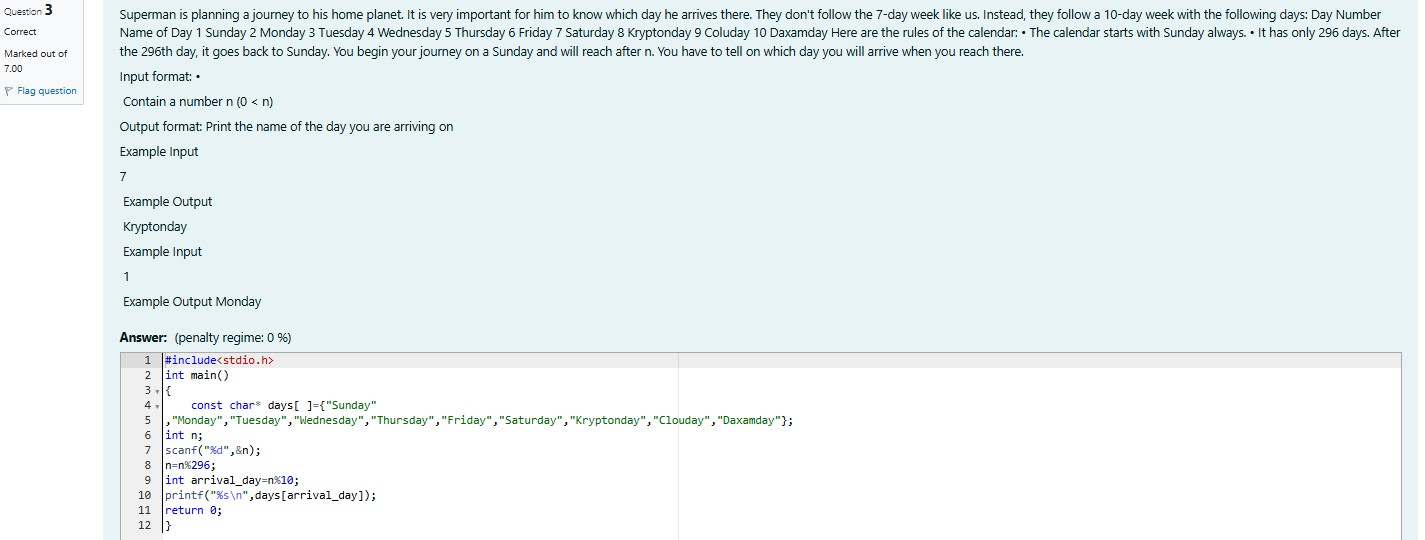 Question 3
Correct
Marked out of
7.00
Flag question
Superman is planning a journey to his home planet. It is very important for him to know which day he arrives there. They don't follow the 7-day week like us. Instead, they follow a 10-day week with the following days: Day Number
Name of Day 1 Sunday 2 Monday 3 Tuesday 4 Wednesday 5 Thursday 6 Friday 7 Saturday 8 Kryptonday 9 Coluday 10 Daxamday Here are the rules of the calendar: • The calendar starts with Sunday always. • It has only 296 days. After
the 296th day, it goes back to Sunday. You begin your journey on a Sunday and will reach after n. You have to tell on which day you will arrive when you reach there.
Input format: •
Contain a number n (0 < n)
Output format: Print the name of the day you are arriving on
Example Input
7
Example Output
Kryptonday
Example Input
1
Example Output Monday
Answer: (penalty regime: 0 %)
1 #include<stdio.h>
2 int main()
3 {
4 const char* days[ ]={"Sunday"
5 ,"Monday","Tuesday","Wednesday","Thursday","Friday","Saturday","Kryptonday","Clouday","Daxamday"};
6 int n;
7 scanf("%d",&n);
8 n=n%296;
9 int arrival_day=n%10;
10 printf("%s\n",days[arrival_day]);
11 return 0;
12 }